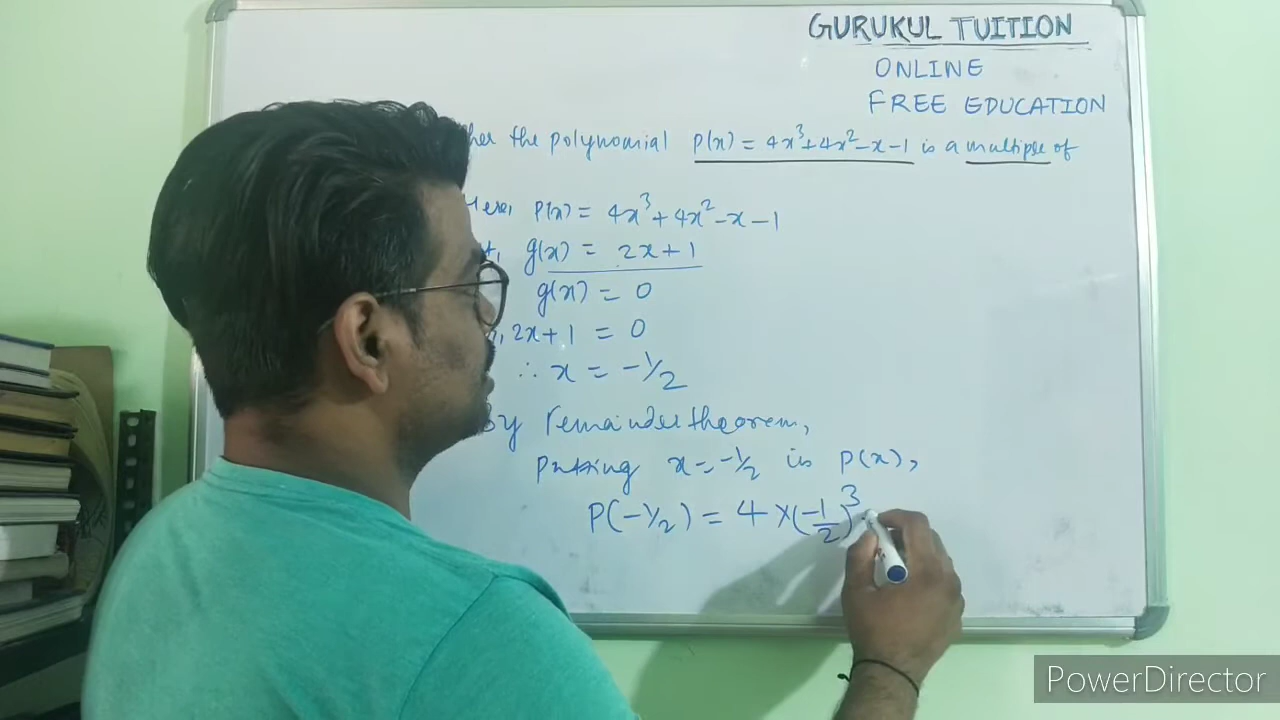 GURUKUL TUITION
ONLINE
FREE EDUCATION
the polynomial P(x) = 4x³+4x²-x-1 is a multiple of
Here, P(x) = 4x³+4x²-x-1
g(x) = 2x+1
g(x) = 0
2x+1 = 0
∴ x = -1/2
By remainder theorem,
putting x=-1/2 in P(x),
P(-1/2) = 4×(-1/2)³
PowerDirector